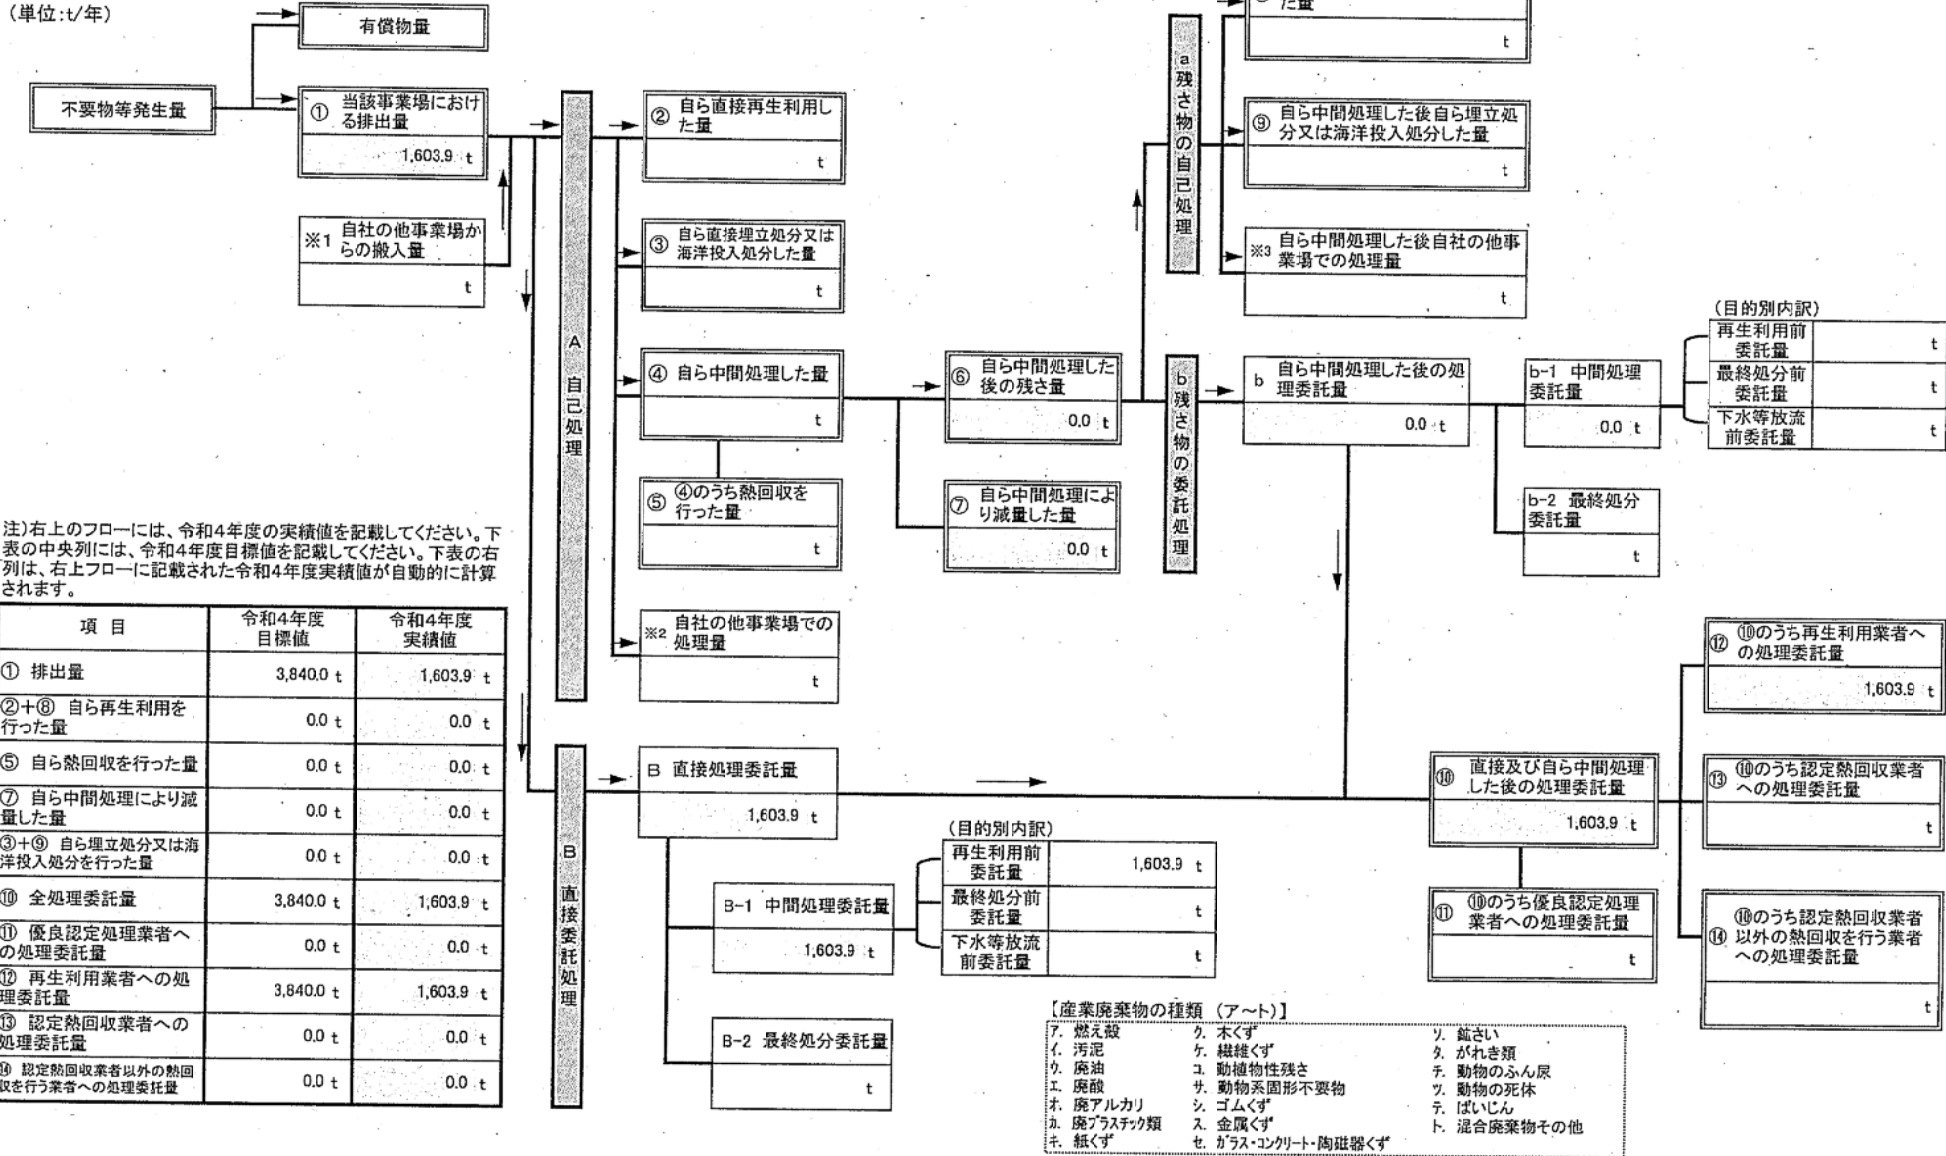 (単位:t/年)
有償物量
不要物等発生量
① 当該事業場におけ
る排出量
1,603.9 t
※1 自社の他事業場か
らの搬入量
t
A 自己処理
② 自ら直接再生利用し
た量
t
③ 自ら直接埋立処分又は
海洋投入処分した量
t
④ 自ら中間処理した量
t
⑤ ④のうち熱回収を
行った量
t
※2 自社の他事業場での
処理量
t
⑥ 自ら中間処理した
後の残さ量
0.0 t
⑦ 自ら中間処理によ
り減量した量
0.0 t
a 残さ物の自己処理
た量
t
⑨ 自ら中間処理した後自ら埋立処
分又は海洋投入処分した量
t
※3 自ら中間処理した後自社の他事
業場での処理量
t
b 残さ物の委託処理
b 自ら中間処理した後の処
理委託量
0.0 t
b-1 中間処理
委託量
0.0 t
(目的別内訳)
再生利用前
委託量 t
最終処分前
委託量 t
下水等放流
前委託量 t
b-2 最終処分
委託量
t
注)右上のフローには、令和4年度の実績値を記載してください。下
表の中央列には、令和4年度目標値を記載してください。下表の右
列は、右上フローに記載された令和4年度実績値が自動的に計算
されます。
項 目 令和4年度 目標値 令和4年度 実績値
① 排出量 3,840.0 t 1,603.9 t
②+⑧ 自ら再生利用を
行った量 0.0 t 0.0 t
⑤ 自ら熱回収を行った量 0.0 t 0.0 t
⑦ 自ら中間処理により減
量した量 0.0 t 0.0 t
③+⑨ 自ら埋立処分又は海
洋投入処分を行った量 0.0 t 0.0 t
⑩ 全処理委託量 3,840.0 t 1,603.9 t
⑪ 優良認定処理業者へ
の処理委託量 0.0 t 0.0 t
⑫ 再生利用業者への処
理委託量 3,840.0 t 1,603.9 t
⑬ 認定熱回収業者への
処理委託量 0.0 t 0.0 t
⑭ 認定熱回収業者以外の熱回
収を行う業者への処理委託量 0.0 t 0.0 t
B 直接委託処理
B 直接処理委託量
1,603.9 t
B-1 中間処理委託量
1,603.9 t
(目的別内訳)
再生利用前
委託量 1,603.9 t
最終処分前
委託量 t
下水等放流
前委託量 t
B-2 最終処分委託量
t
⑩ 直接及び自ら中間処理
した後の処理委託量
1,603.9 t
⑪ ⑩のうち優良認定処理
業者への処理委託量
t
⑫ ⑩のうち再生利用業者へ
の処理委託量
1,603.9 t
⑬ ⑩のうち認定熱回収業者
への処理委託量
t
⑭ ⑩のうち認定熱回収業者
以外の熱回収を行う業者
への処理委託量
t
【産業廃棄物の種類 (ア～ト)】
ア. 燃え殻 ク. 木くず ソ. 鉱さい
イ. 汚泥 ケ. 繊維くず タ. がれき類
ウ. 廃油 コ. 動植物性残さ チ. 動物のふん尿
エ. 廃酸 サ. 動物系固形不要物 ツ. 動物の死体
オ. 廃アルカリ シ. ゴムくず テ. ばいじん
カ. 廃プラスチック類 ス. 金属くず ト. 混合廃棄物その他
キ. 紙くず セ. ガラス・コンクリート・陶磁器くず